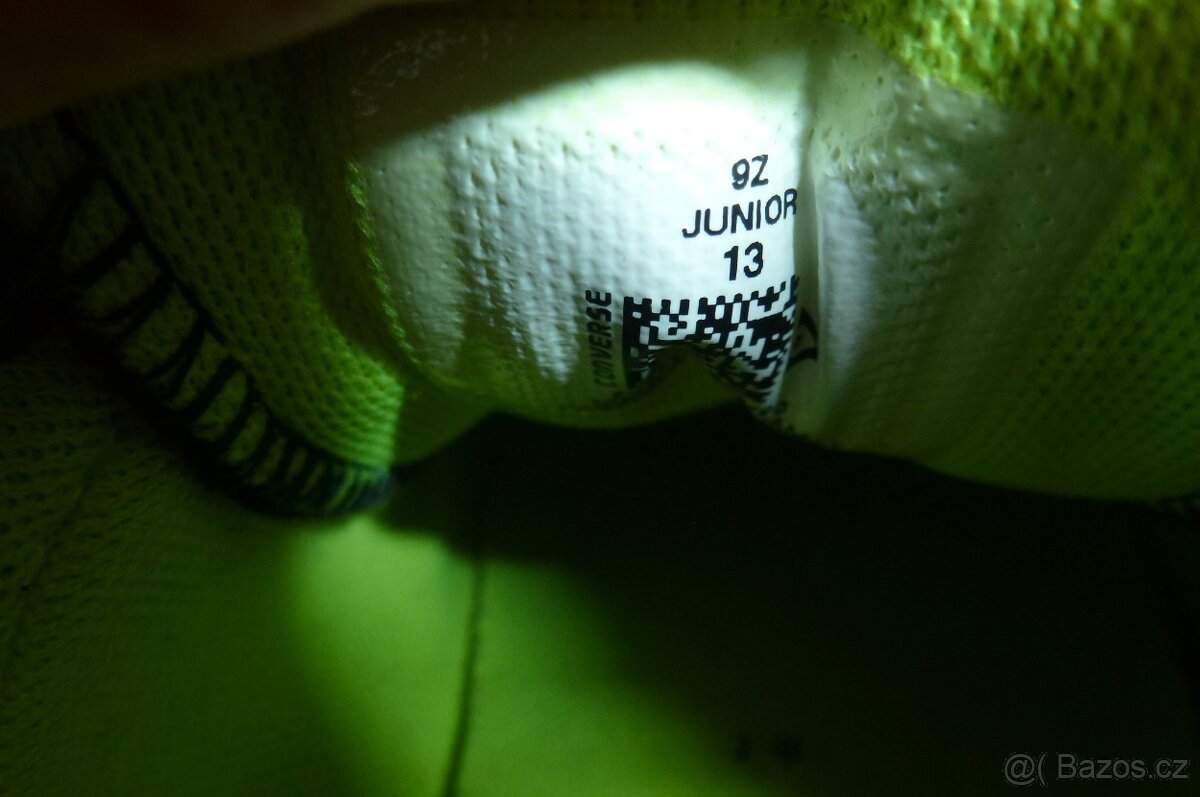 9Z
JUNIOR
13
CONVERSE
@( Bazos.cz